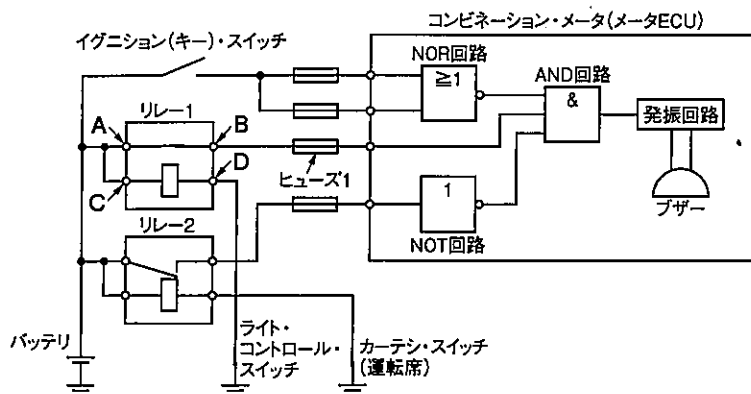 コンビネーション・メータ(メータECU)
イグニション(キー)・スイッチ
NOR回路
≧1
AND回路
&
発振回路
リレー1
A
B
C
D
ヒューズ1
1
NOT回路
ブザー
リレー2
バッテリ
ライト・
コントロール・
スイッチ
カーテシ・スイッチ
(運転席)